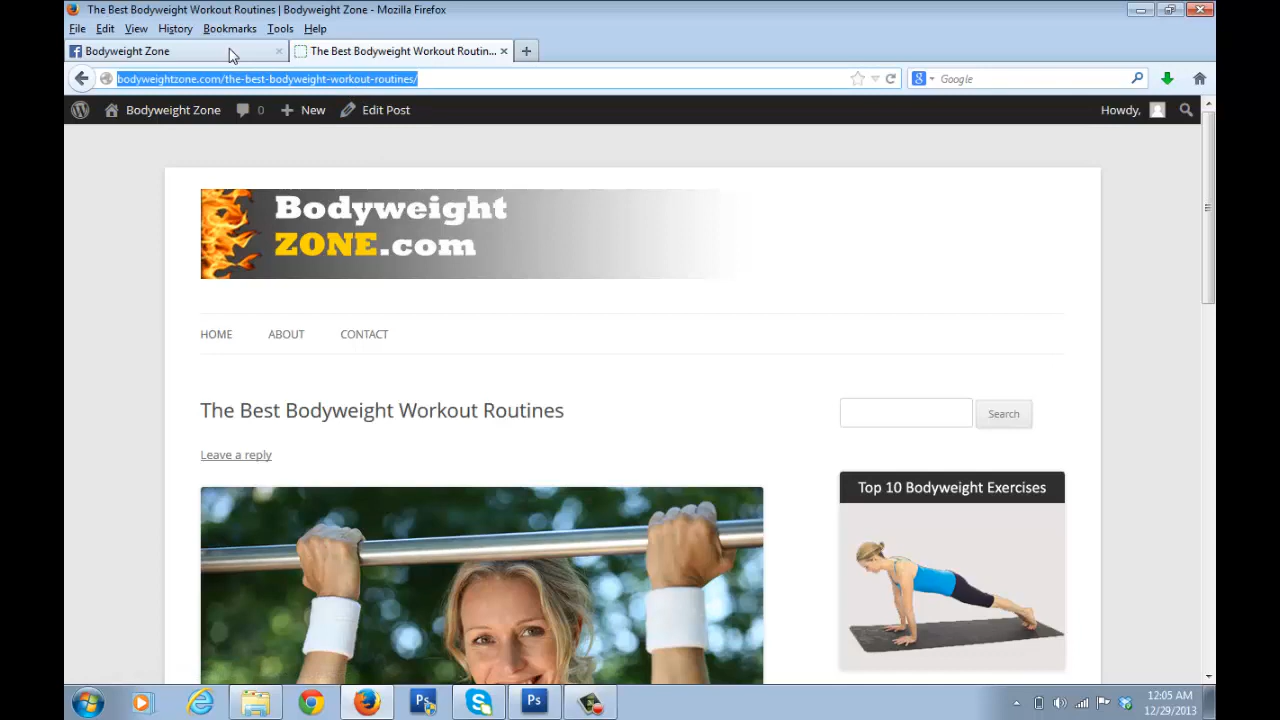 The Best Bodyweight Workout Routines | Bodyweight Zone - Mozilla Firefox
File Edit View History Bookmarks Tools Help
Bodyweight Zone The Best Bodyweight Workout Routin...
bodyweightzone.com/the-best-bodyweight-workout-routines/ Google
Bodyweight Zone 0 New Edit Post Howdy,
Bodyweight
ZONE.com
HOME ABOUT CONTACT
The Best Bodyweight Workout Routines
Search
Leave a reply
Top 10 Bodyweight Exercises
Ps Ps
12:05 AM
12/29/2013